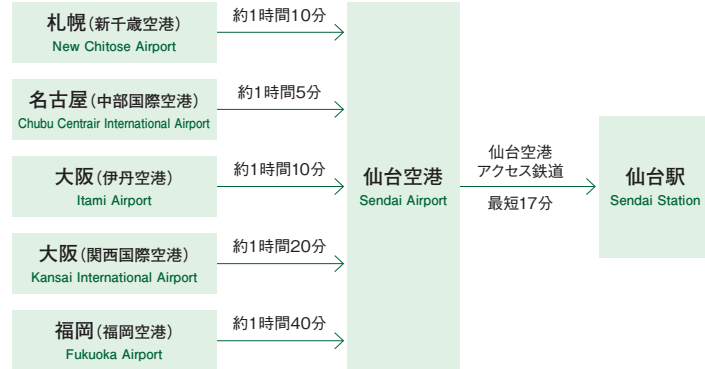 札幌(新千歳空港)
New Chitose Airport
約1時間10分
名古屋(中部国際空港)
Chubu Centrair International Airport
約1時間5分
大阪(伊丹空港)
Itami Airport
約1時間10分
大阪(関西国際空港)
Kansai International Airport
約1時間20分
福岡(福岡空港)
Fukuoka Airport
約1時間40分
仙台空港
Sendai Airport
仙台空港
アクセス鉄道
最短17分
仙台駅
Sendai Station